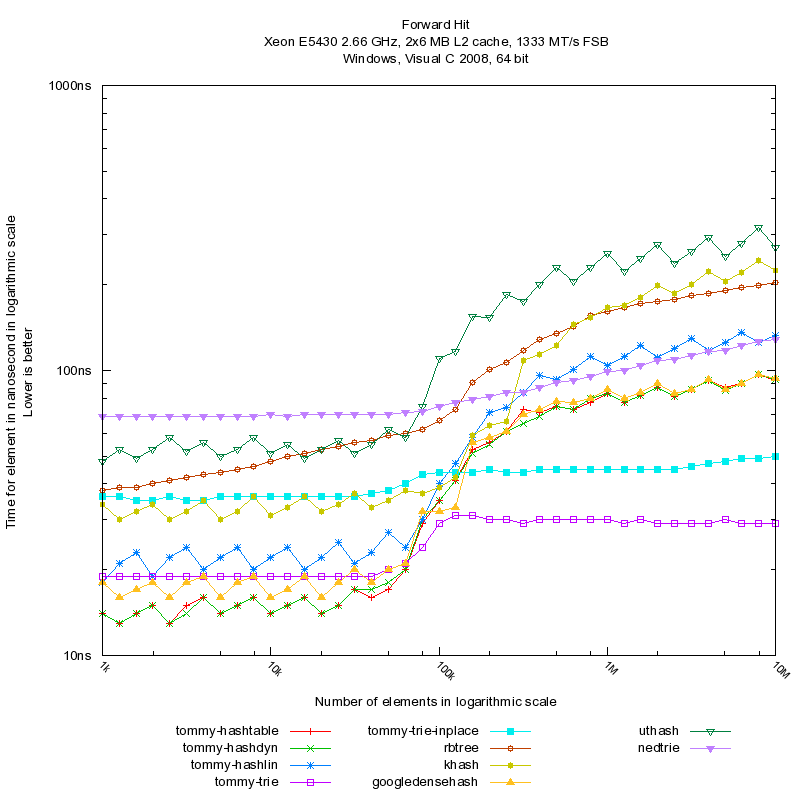 Forward Hit
Xeon E5430 2.66 GHz, 2x6 MB L2 cache, 1333 MT/s FSB
Windows, Visual C 2008, 64 bit
1000ns
100ns
10ns
Time for element in nanosecond in logarithmic scale
Lower is better
1k 10k 100k 1M 10M
Number of elements in logarithmic scale
tommy-hashtable tommy-trie-inplace uthash
tommy-hashdyn rbtree nedtrie
tommy-hashlin khash
tommy-trie googledensehash